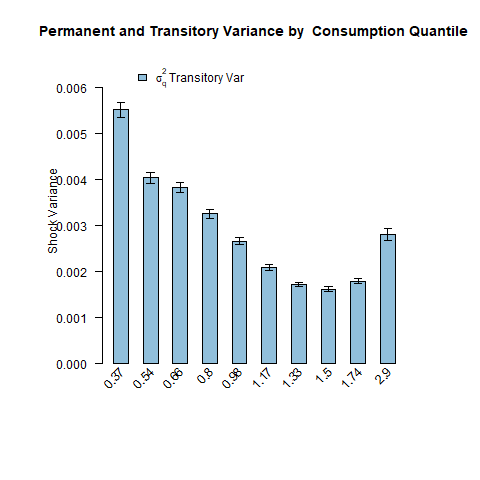 Permanent and Transitory Variance by  Consumption Quantile
σ²q Transitory Var
Shock Variance
0.006
0.005
0.004
0.003
0.002
0.001
0.000
0.37 0.54 0.66 0.8 0.98 1.17 1.33 1.5 1.74 2.9